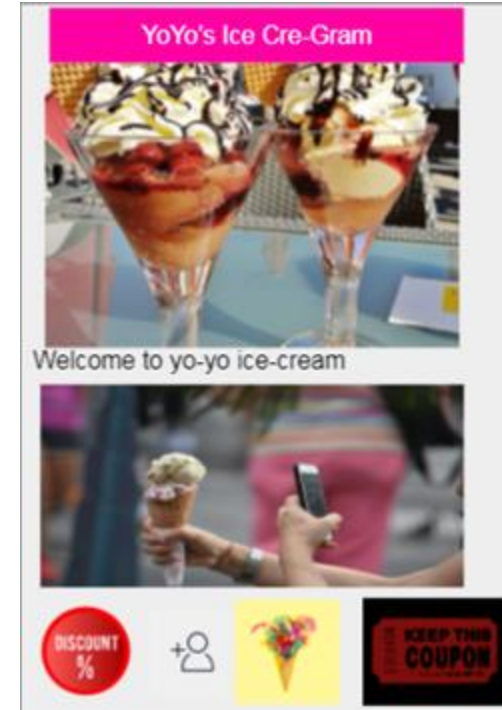 YoYo's Ice Cre-Gram
Welcome to yo-yo ice-cream
DISCOUNT
%
KEEP THIS
COUPON